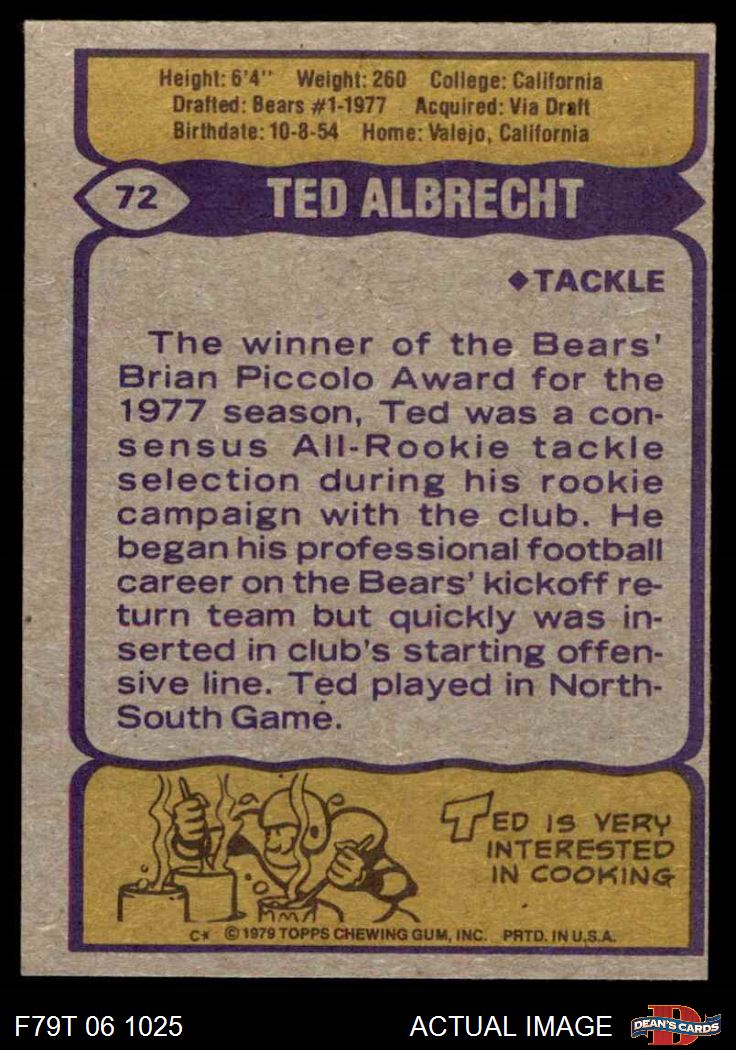 Height: 6'4" Weight: 260 College: California
Drafted: Bears #1-1977 Acquired: Via Draft
Birthdate: 10-8-54 Home: Valejo, California
72 TED ALBRECHT
◆TACKLE
The winner of the Bears'
Brian Piccolo Award for the
1977 season, Ted was a con-
sensus All-Rookie tackle
selection during his rookie
campaign with the club. He
began his professional football
career on the Bears' kickoff re-
turn team but quickly was in-
serted in club's starting offen-
sive line. Ted played in North-
South Game.
TED IS VERY
INTERESTED
IN COOKING
C* © 1979 TOPPS CHEWING GUM, INC. PRTD. IN U.S.A.
F79T 06 1025 ACTUAL IMAGE DEAN'S CARDS